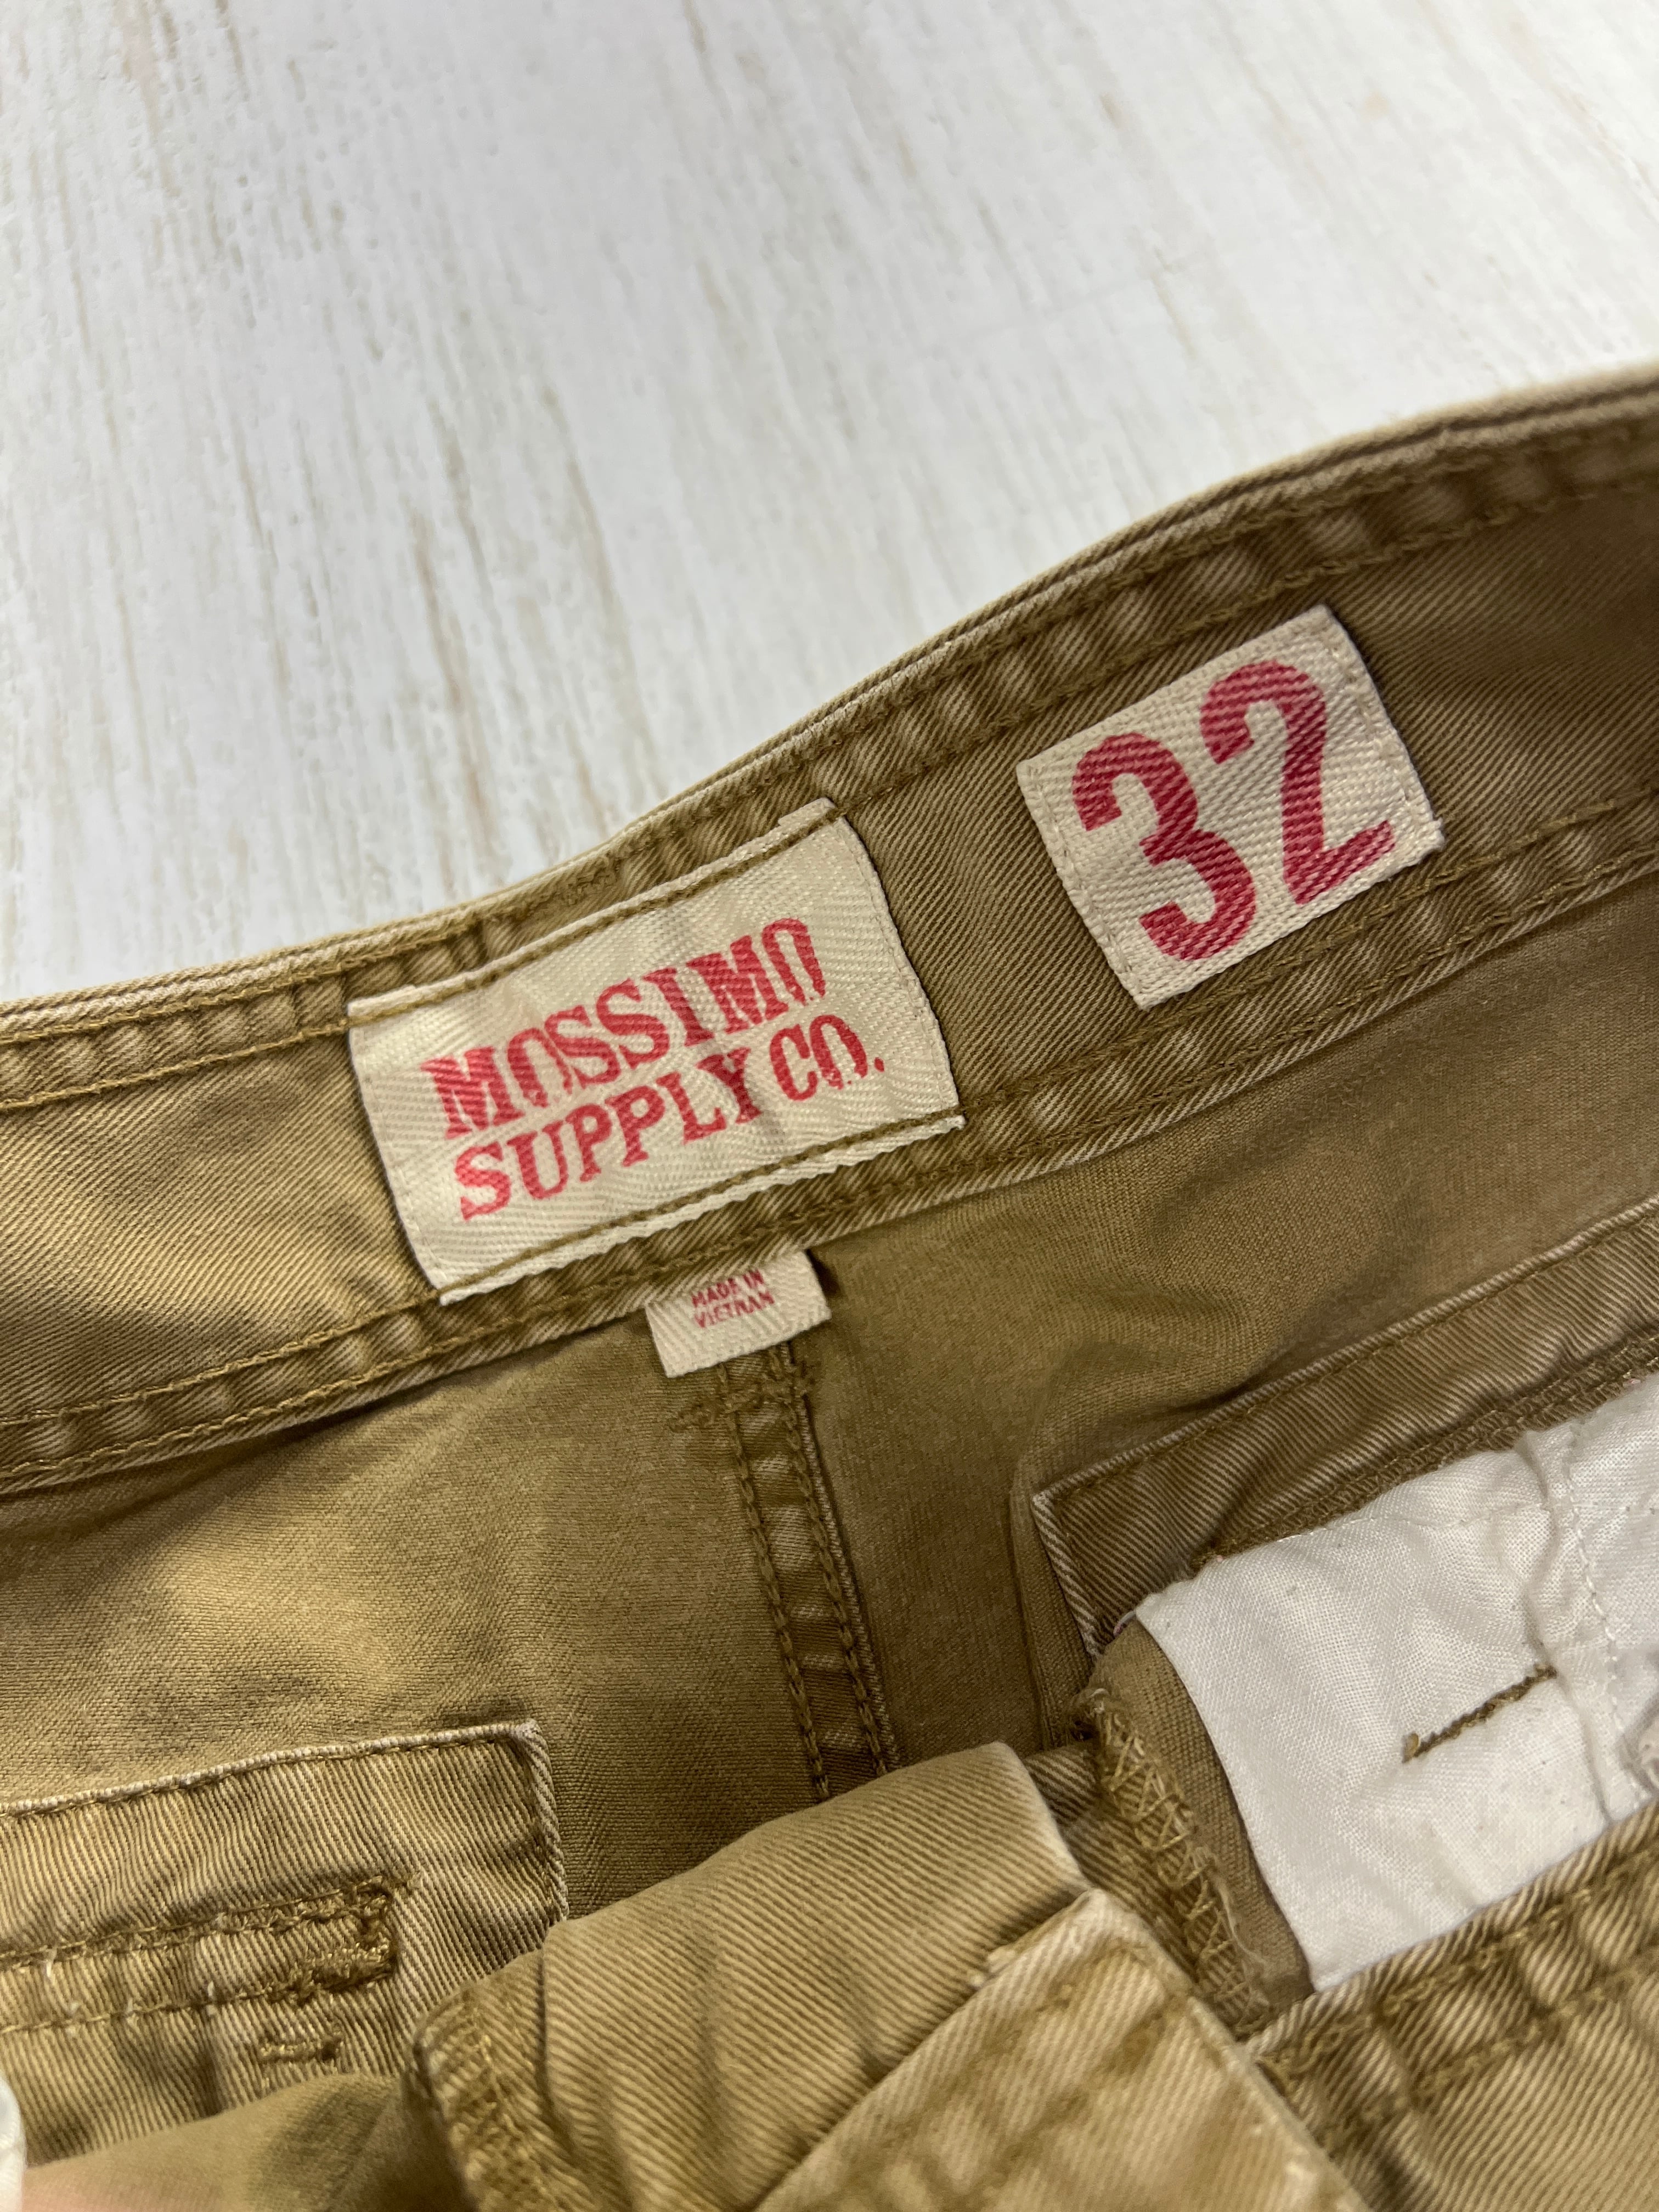 MOSSIMO
SUPPLY CO.
32
MADE IN
VIETNAM